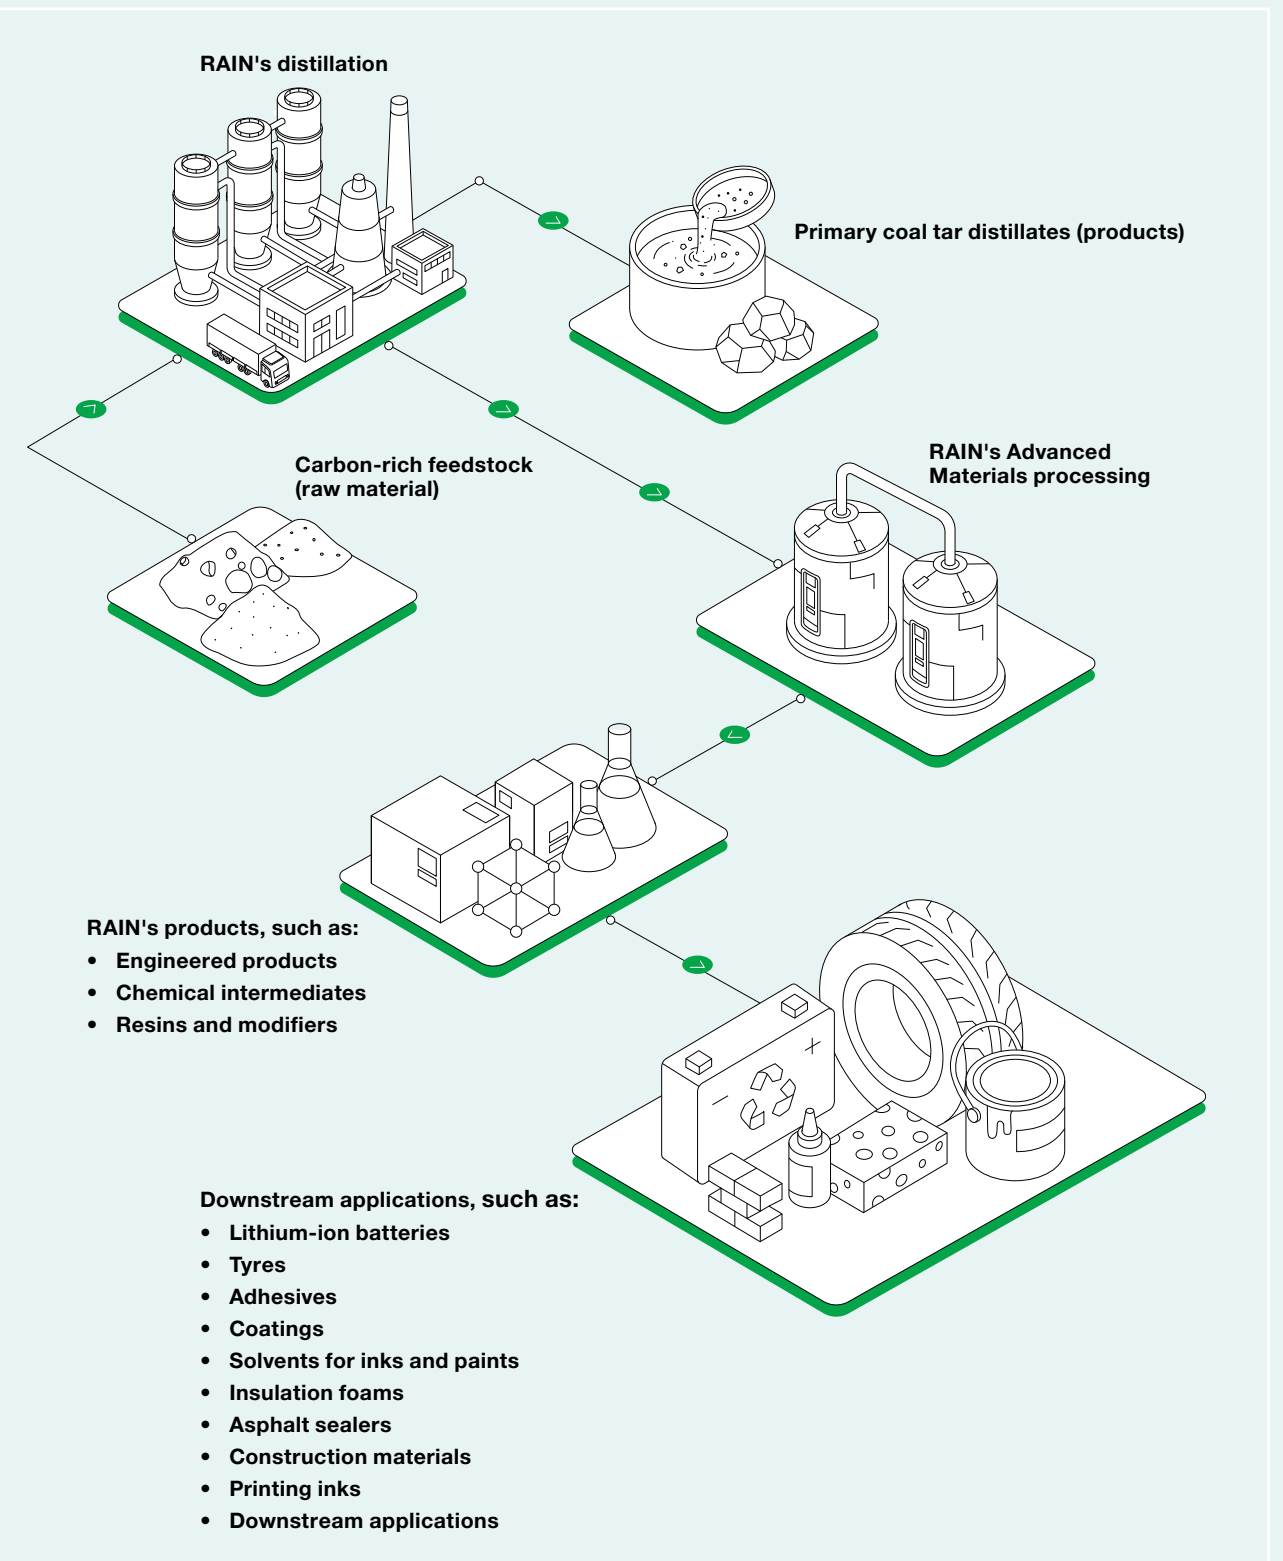 RAIN's distillation
Primary coal tar distillates (products)
Carbon-rich feedstock
(raw material)
RAIN's Advanced
Materials processing
RAIN's products, such as:
• Engineered products
• Chemical intermediates
• Resins and modifiers
Downstream applications, such as:
• Lithium-ion batteries
• Tyres
• Adhesives
• Coatings
• Solvents for inks and paints
• Insulation foams
• Asphalt sealers
• Construction materials
• Printing inks
• Downstream applications